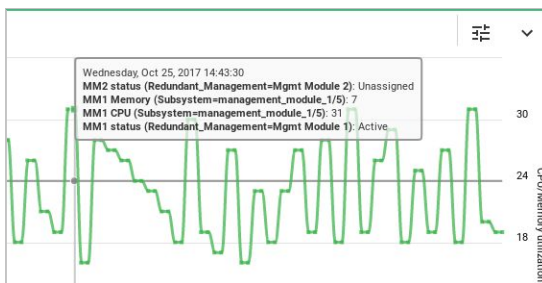 Wednesday, Oct 25, 2017 14:43:30
MM2 status (Redundant_Management=Mgmt Module 2): Unassigned
MM1 Memory (Subsystem=management_module_1/5): 7
MM1 CPU (Subsystem=management_module_1/5): 31
MM1 status (Redundant_Management=Mgmt Module 1): Active
30
24
18
CPU/Memory utilization